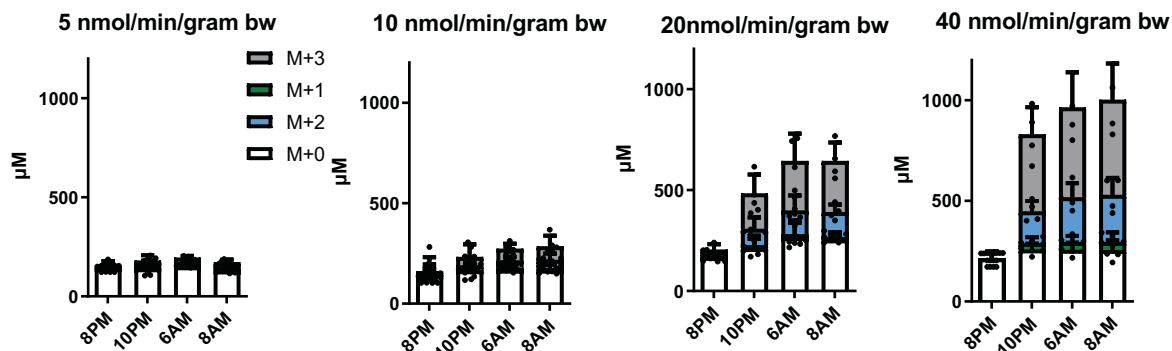 5 nmol/min/gram bw
10 nmol/min/gram bw
20nmol/min/gram bw
40 nmol/min/gram bw
M+3
M+1
M+2
M+0
1000
500
0
µM
8PM
10PM
6AM
8AM
1000
500
0
µM
8PM
10PM
6AM
8AM
1000
500
0
µM
8PM
10PM
6AM
8AM
1000
500
0
µM
8PM
10PM
6AM
8AM